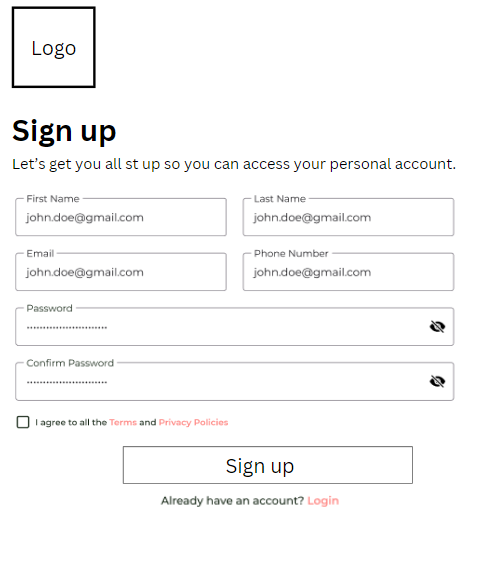 Logo
Sign up
Let's get you all st up so you can access your personal account.
First Name
john.doe@gmail.com
Last Name
john.doe@gmail.com
Email
john.doe@gmail.com
Phone Number
john.doe@gmail.com
Password
Confirm Password
I agree to all the Terms and Privacy Policies
Sign up
Already have an account? Login